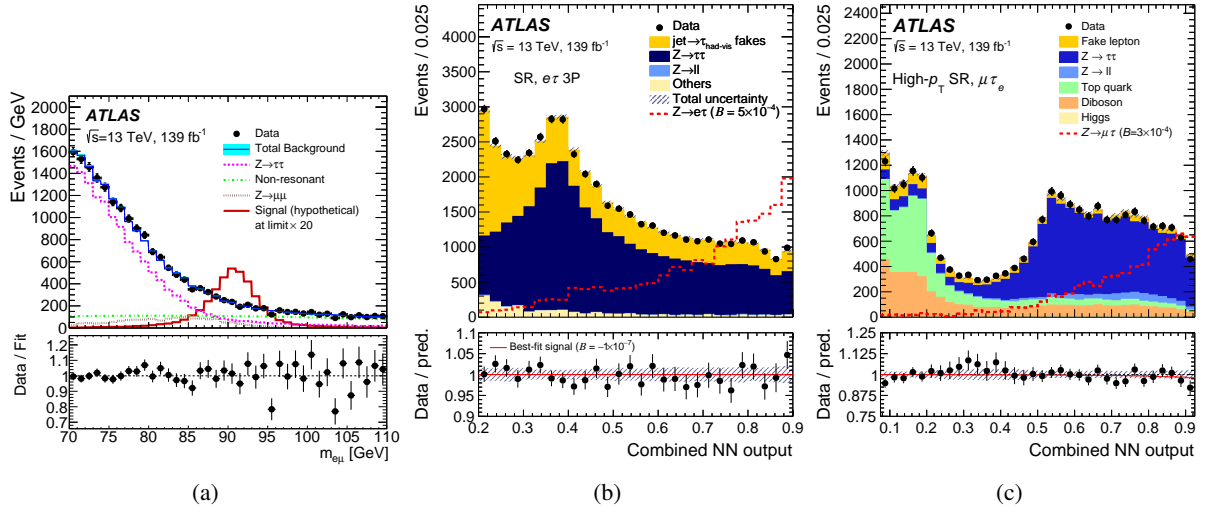 ATLAS
√s=13 TeV, 139 fb⁻¹
Data
Total Background
Z→ττ
Non-resonant
Z→μμ
Signal (hypothetical)
at limit× 20
Events / GeV
2000
1800
1600
1400
1200
1000
800
600
400
200
0
Data / Fit
1.2
1.1
1
0.9
0.8
0.7
70 75 80 85 90 95 100 105 110
m_eμ [GeV]
(a)
ATLAS
√s = 13 TeV, 139 fb⁻¹
SR, eτ 3P
Data
jet→τ_had-vis fakes
Z→ττ
Z→ll
Others
Total uncertainty
Z→eτ (B = 5×10⁻⁴)
Events / 0.025
4000
3500
3000
2500
2000
1500
1000
500
0
Data / pred.
1.1
1.05
1.0
0.95
0.9
Best-fit signal (B = −1×10⁻⁷)
0.2 0.3 0.4 0.5 0.6 0.7 0.8 0.9
Combined NN output
(b)
ATLAS
√s = 13 TeV, 139 fb⁻¹
High-p_T SR, μτ_e
Data
Fake lepton
Z → ττ
Z → ll
Top quark
Diboson
Higgs
Z→μτ (B=3×10⁻⁴)
Events / 0.025
2400
2200
2000
1800
1600
1400
1200
1000
800
600
400
200
0
Data / pred.
1.25
1.125
1
0.875
0.75
0.1 0.2 0.3 0.4 0.5 0.6 0.7 0.8 0.9
Combined NN output
(c)